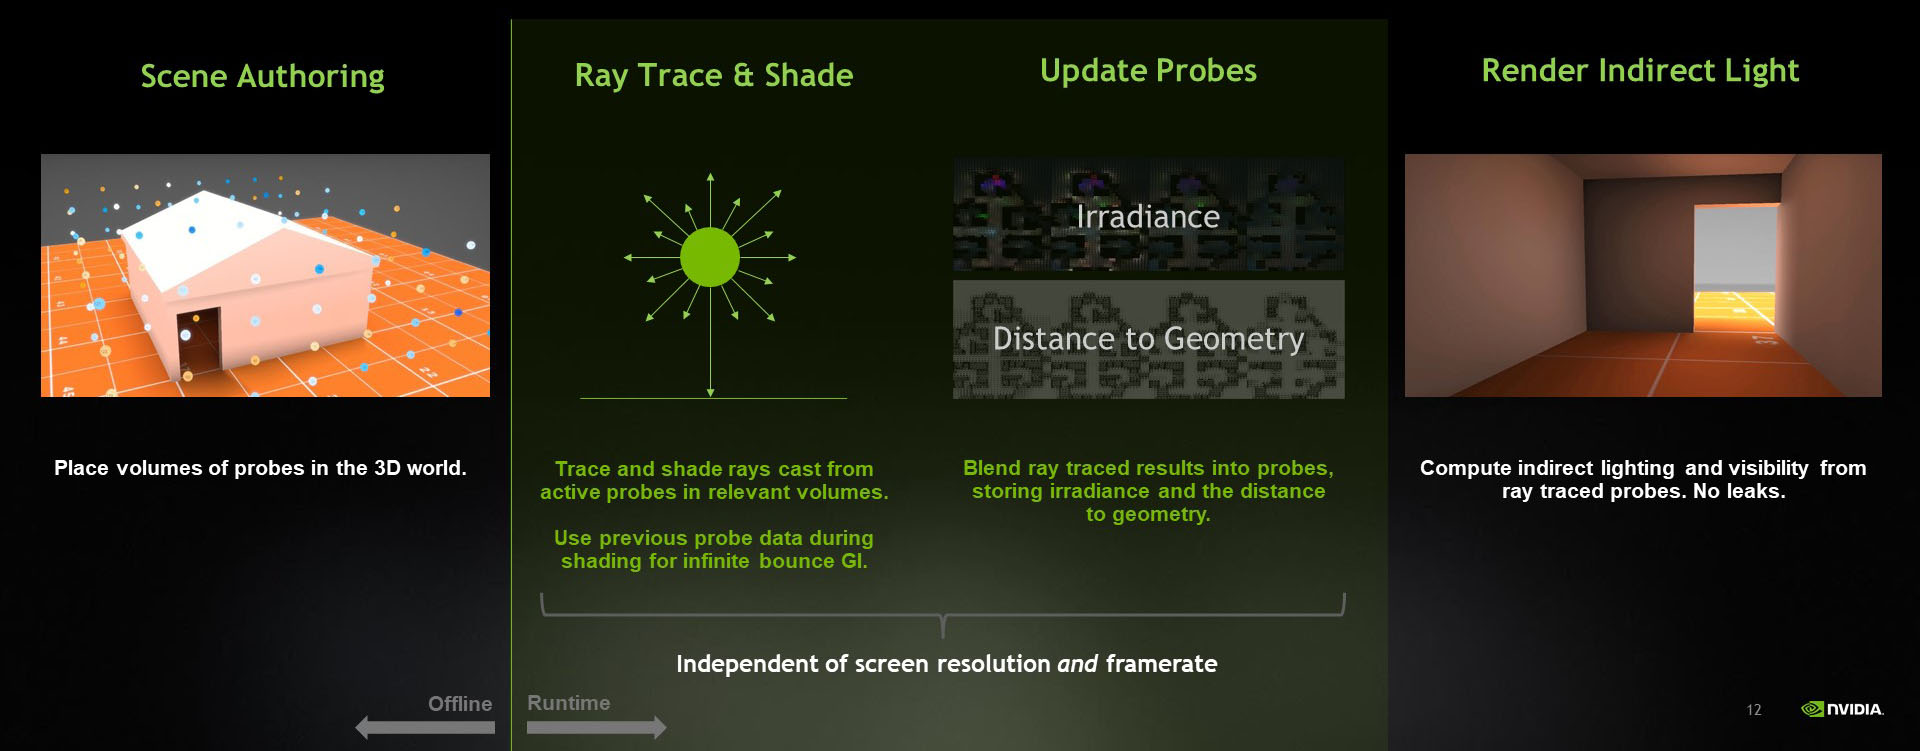 Scene Authoring
Place volumes of probes in the 3D world.
Ray Trace & Shade
Trace and shade rays cast from
active probes in relevant volumes.
Use previous probe data during
shading for infinite bounce GI.
Update Probes
Irradiance
Distance to Geometry
Blend ray traced results into probes,
storing irradiance and the distance
to geometry.
Render Indirect Light
Compute indirect lighting and visibility from
ray traced probes. No leaks.
Independent of screen resolution and framerate
Offline
Runtime
12
NVIDIA.